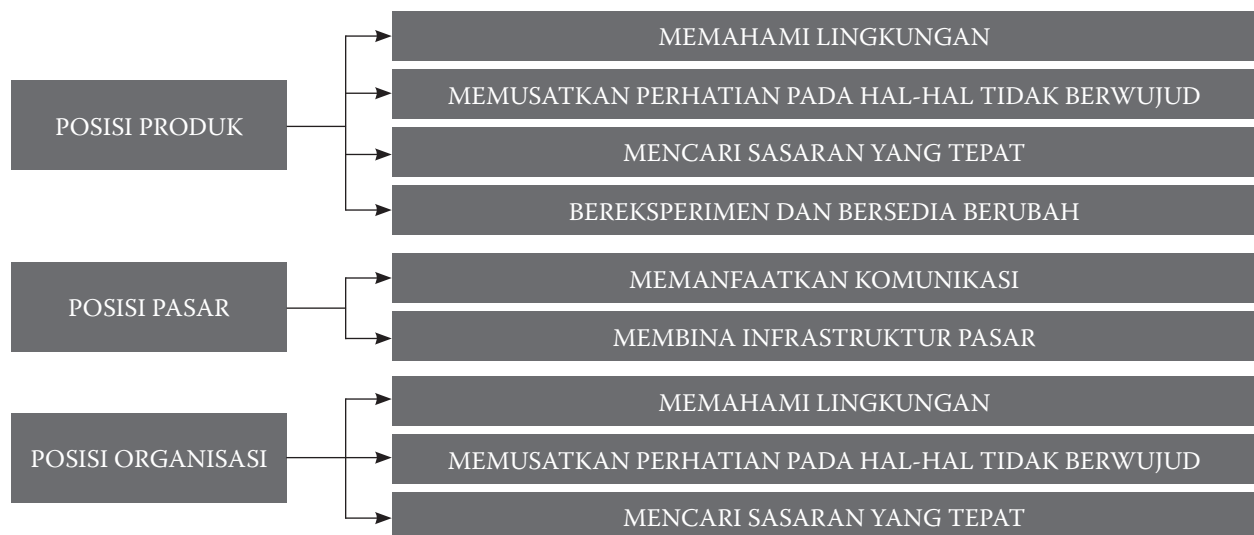 POSISI PRODUK
MEMAHAMI LINGKUNGAN
MEMUSATKAN PERHATIAN PADA HAL-HAL TIDAK BERWUJUD
MENCARI SASARAN YANG TEPAT
BEREKSPERIMEN DAN BERSEDIA BERUBAH
POSISI PASAR
MEMANFAATKAN KOMUNIKASI
MEMBINA INFRASTRUKTUR PASAR
POSISI ORGANISASI
MEMAHAMI LINGKUNGAN
MEMUSATKAN PERHATIAN PADA HAL-HAL TIDAK BERWUJUD
MENCARI SASARAN YANG TEPAT